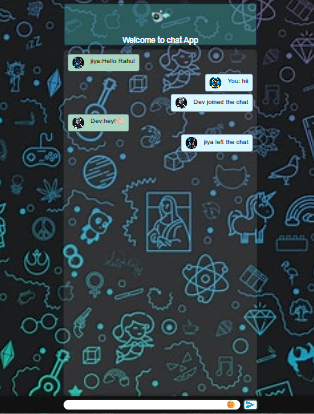 Welcome to chat App
jiya:Hello Rahul
You: hii
Dev joined the chat
Dev:hey!
jiya left the chat